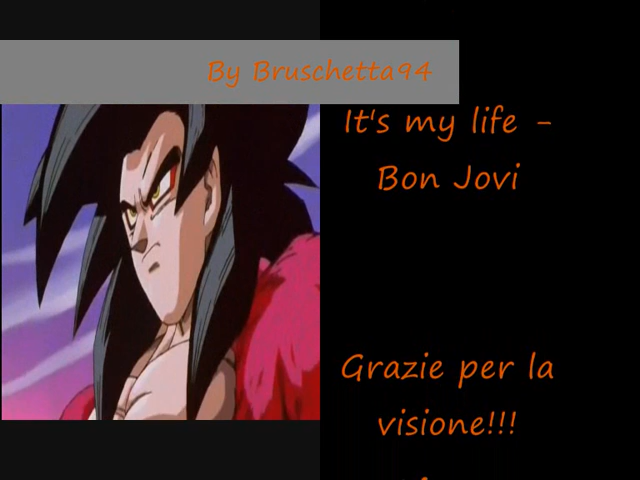 By Bruschetta94
It's my life -
Bon Jovi
Grazie per la
visione!!!